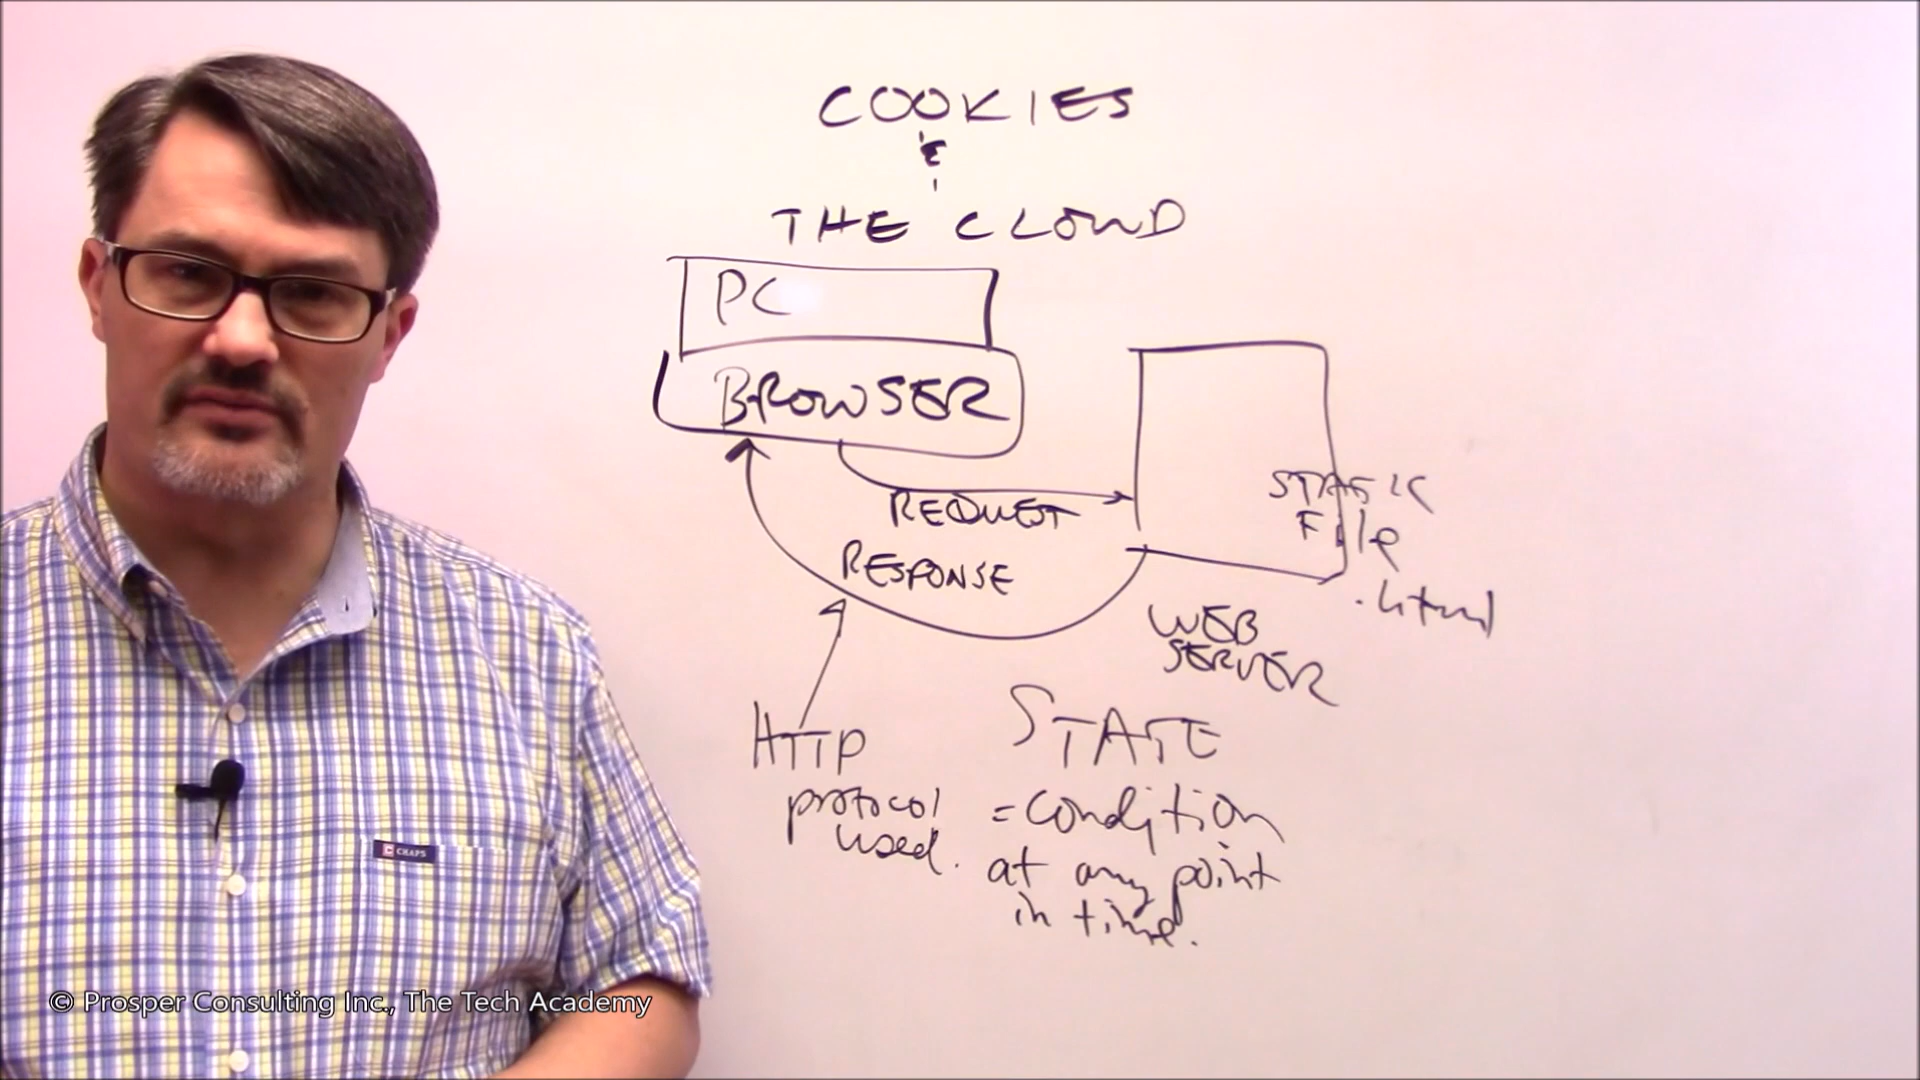 COOKIES
&
THE CLOUD
PC
BROWSER
REQUEST
RESPONSE
STATIC
File
.html
WEB
SERVER
HTTP
protocol
used.
STATE
= condition
at any point
in time.
CHAPS
© Prosper Consulting Inc., The Tech Academy